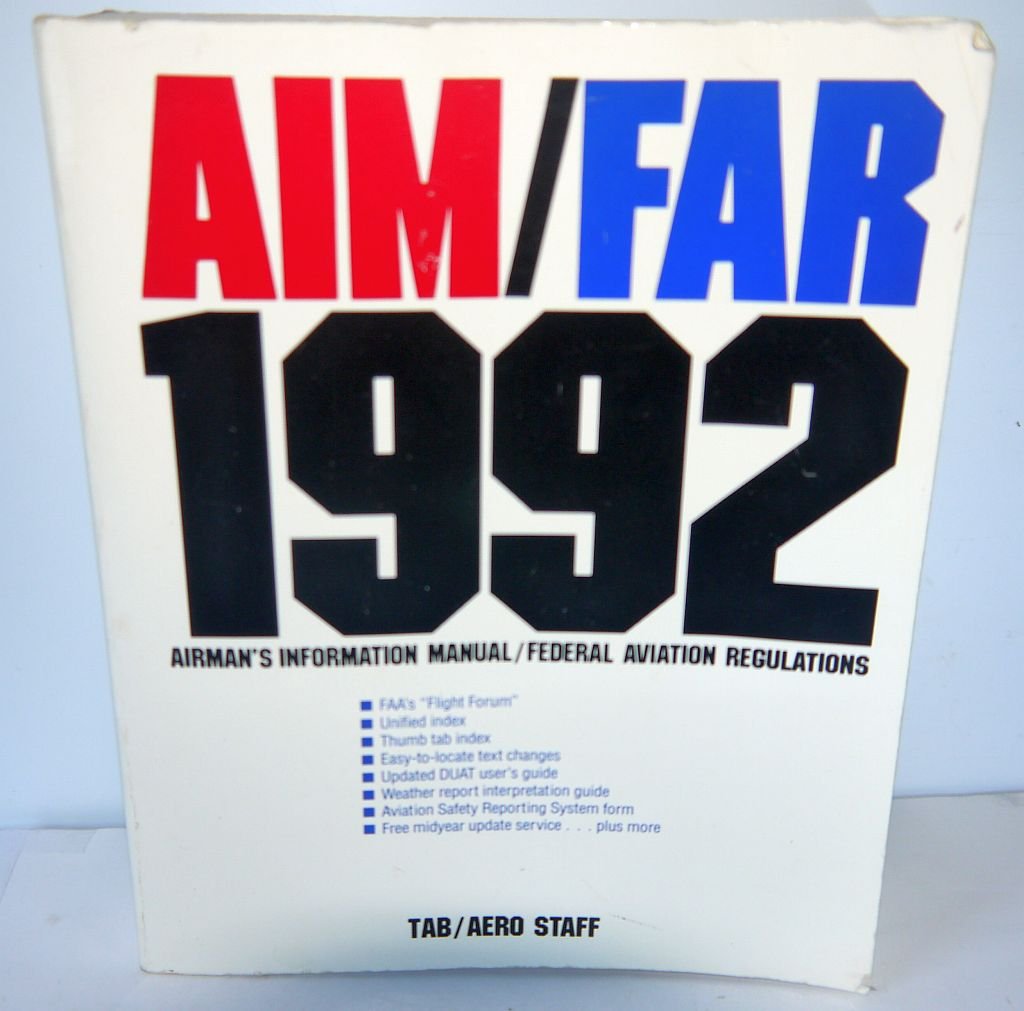 AIM/FAR
1992
AIRMAN'S INFORMATION MANUAL/FEDERAL AVIATION REGULATIONS
■ FAA's "Flight Forum"
■ Unified index
■ Thumb tab index
■ Easy-to-locate text changes
■ Updated DUAT user's guide
■ Weather report interpretation guide
■ Aviation Safety Reporting System form
■ Free midyear update service . . . plus more
TAB/AERO STAFF